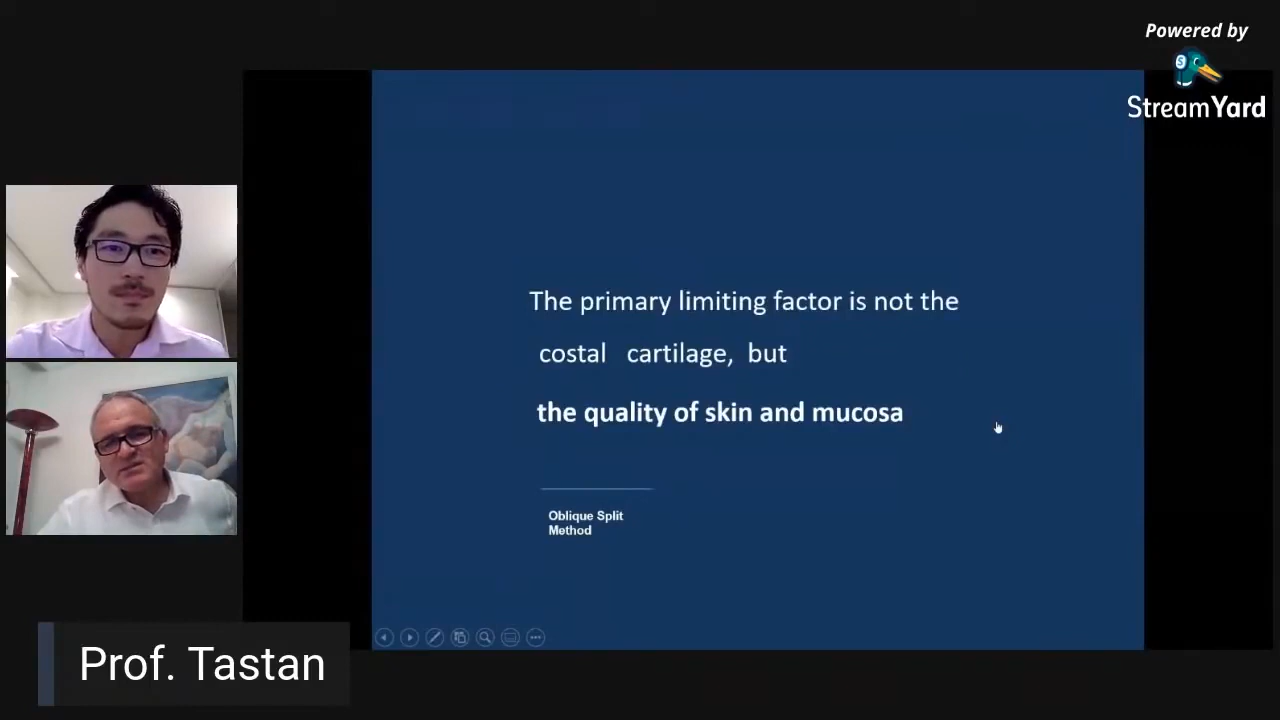 Powered by
StreamYard
The primary limiting factor is not the
costal cartilage, but
the quality of skin and mucosa
Oblique Split
Method
Prof. Tastan